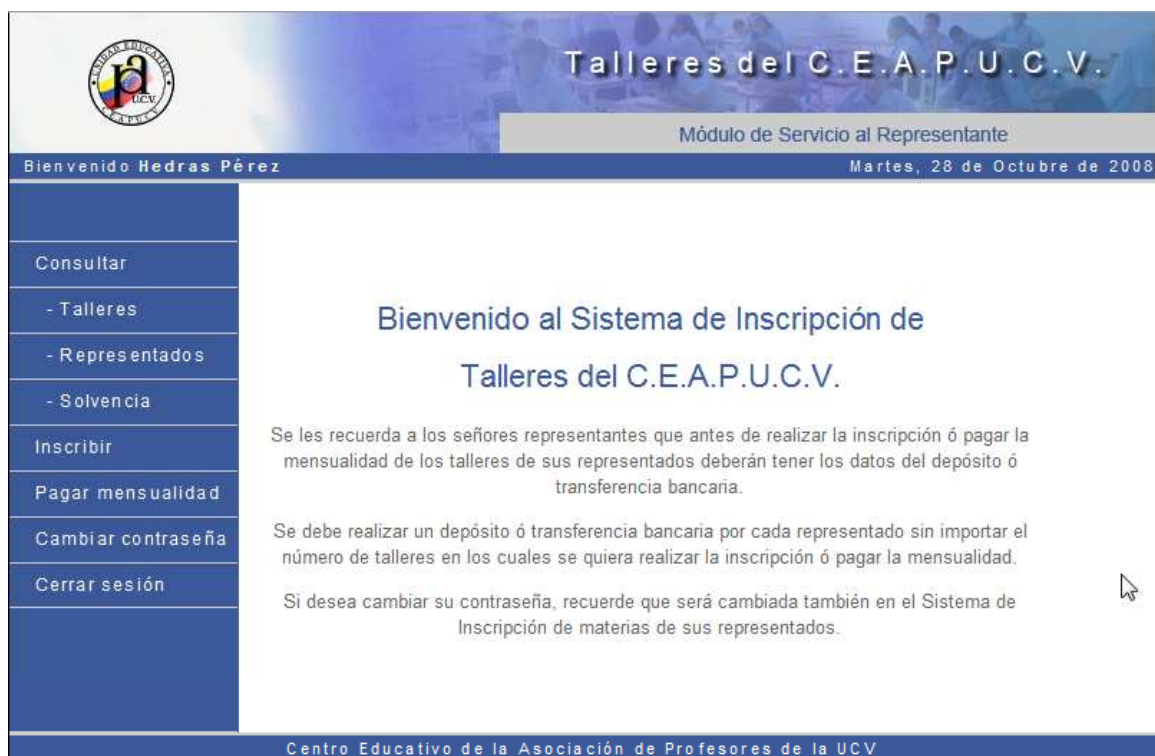 UNIDAD EDUCATIVA
U.C.V.
C.E.A.P.U.C.V.
Talleres del C.E.A.P.U.C.V.
Módulo de Servicio al Representante
Bienvenido Hedras Pérez
Martes, 28 de Octubre de 2008
Consultar
- Talleres
- Representados
- Solvencia
Inscribir
Pagar mensualidad
Cambiar contraseña
Cerrar sesión
Bienvenido al Sistema de Inscripción de
Talleres del C.E.A.P.U.C.V.
Se les recuerda a los señores representantes que antes de realizar la inscripción ó pagar la
mensualidad de los talleres de sus representados deberán tener los datos del depósito ó
transferencia bancaria.
Se debe realizar un depósito ó transferencia bancaria por cada representado sin importar el
número de talleres en los cuales se quiera realizar la inscripción ó pagar la mensualidad.
Si desea cambiar su contraseña, recuerde que será cambiada también en el Sistema de
Inscripción de materias de sus representados.
Centro Educativo de la Asociación de Profesores de la UCV